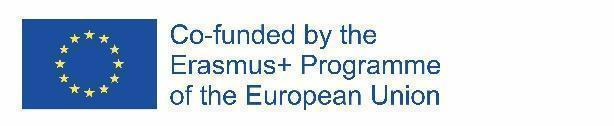 Co-funded by the
Erasmus+ Programme
of the European Union